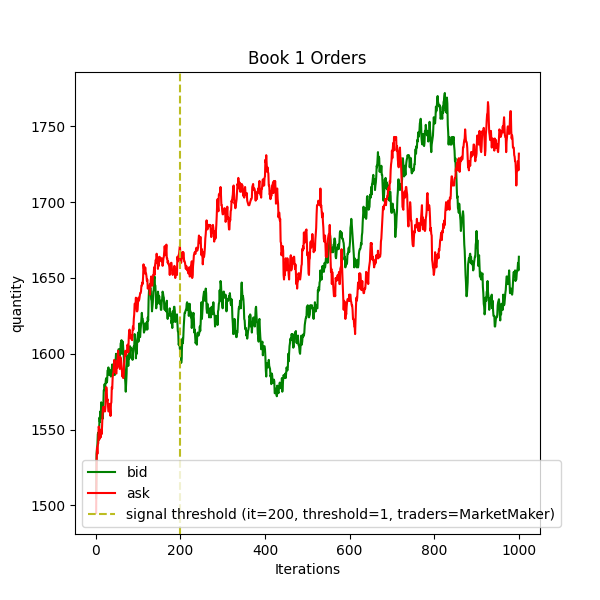 Book 1 Orders
quantity
1750
1700
1650
1600
1550
1500
bid
ask
signal threshold (it=200, threshold=1, traders=MarketMaker)
0 200 400 600 800 1000
Iterations